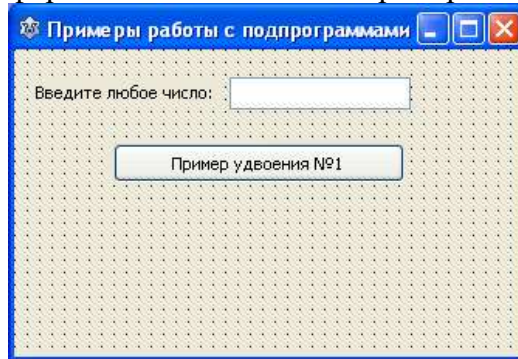 Примеры работы с подпрограммами
Введите любое число:
Пример удвоения №1